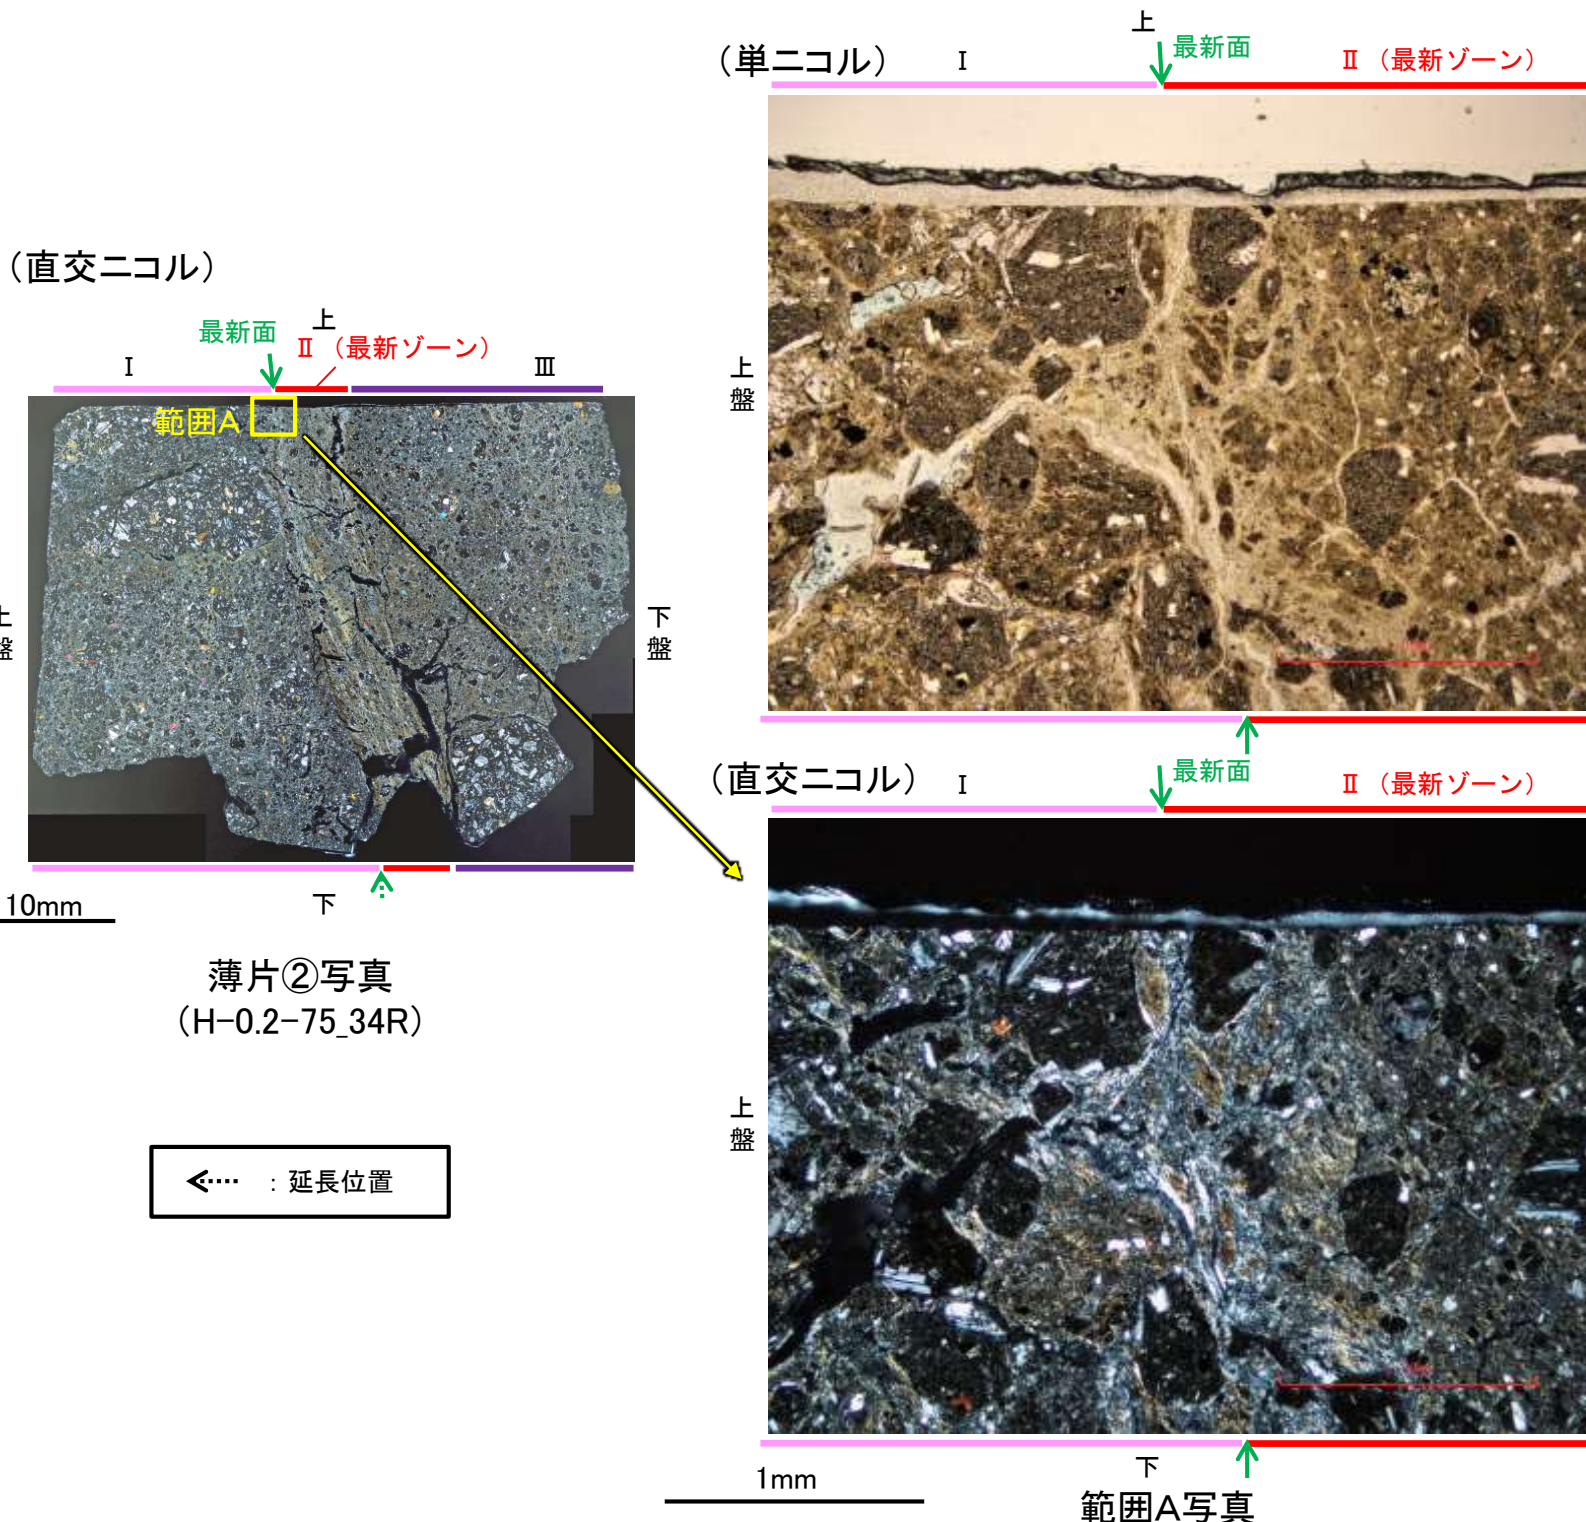 (直交ニコル)
最新面
上
Ⅱ (最新ゾーン)
Ⅰ
Ⅲ
範囲A
上
盤
下
盤
10mm
下
薄片②写真
(H-0.2-75_34R)
:延長位置
(単ニコル)
Ⅰ
上
最新面
Ⅱ (最新ゾーン)
上
盤
(直交ニコル)
Ⅰ
最新面
Ⅱ (最新ゾーン)
上
盤
1mm
下
範囲A写真